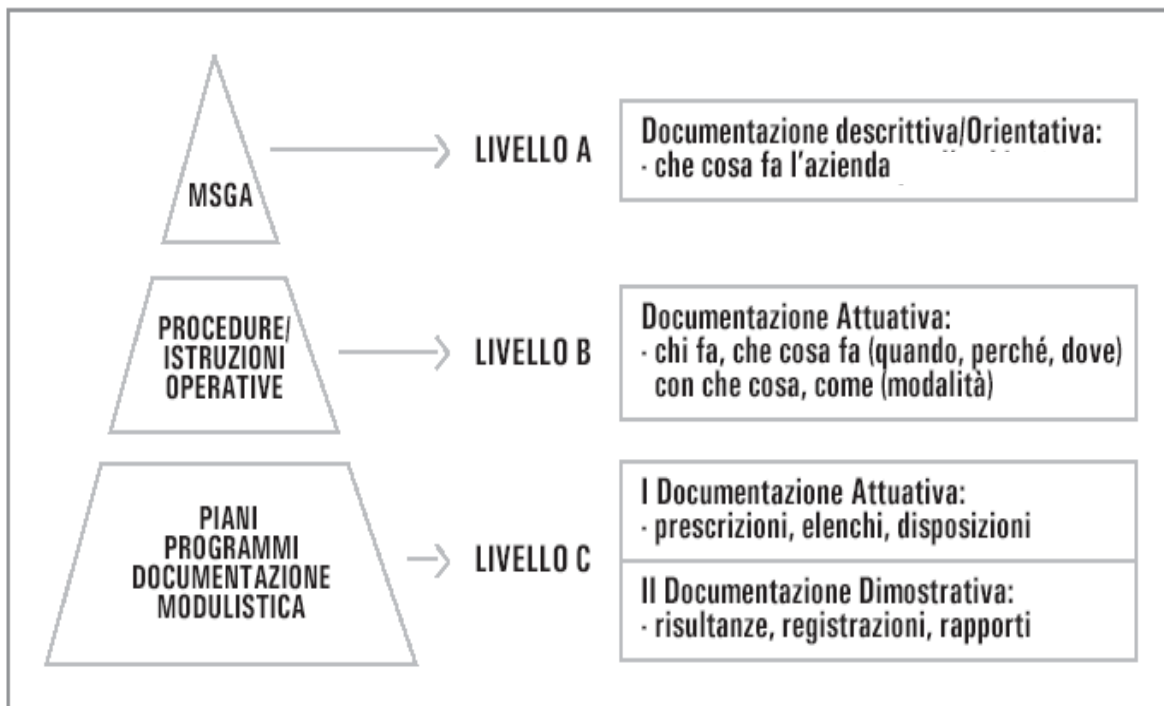 MSGA
LIVELLO A
Documentazione descrittiva/Orientativa:
· che cosa fa l'azienda
PROCEDURE/
ISTRUZIONI
OPERATIVE
LIVELLO B
Documentazione Attuativa:
· chi fa, che cosa fa (quando, perché, dove)
con che cosa, come (modalità)
PIANI
PROGRAMMI
DOCUMENTAZIONE
MODULISTICA
LIVELLO C
I Documentazione Attuativa:
· prescrizioni, elenchi, disposizioni
II Documentazione Dimostrativa:
· risultanze, registrazioni, rapporti